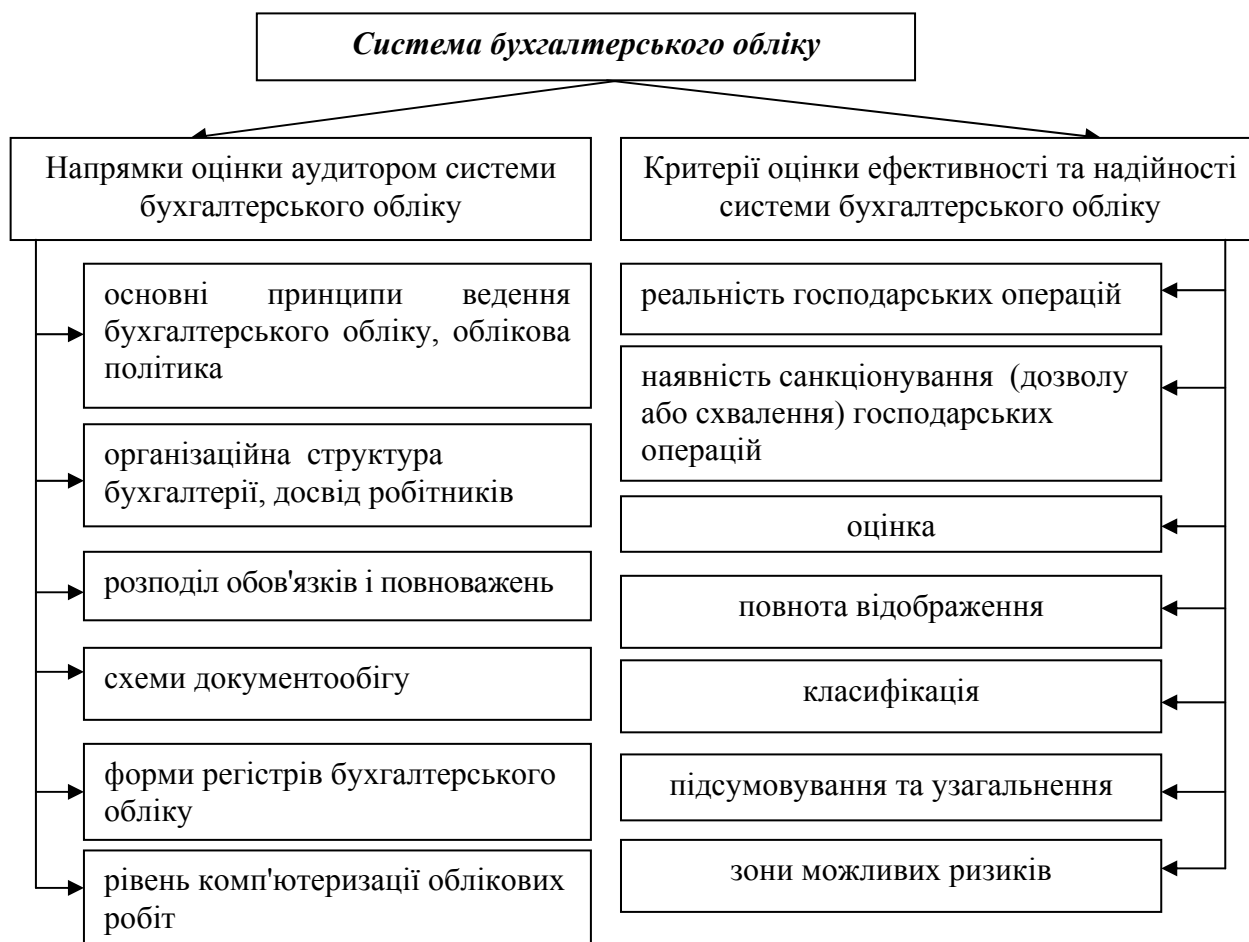 Система бухгалтерського обліку
Напрямки оцінки аудитором системи
бухгалтерського обліку
основні принципи ведення
бухгалтерського обліку, облікова
політика
організаційна структура
бухгалтерії, досвід робітників
розподіл обов'язків і повноважень
схеми документообігу
форми регістрів бухгалтерського
обліку
рівень комп'ютеризації облікових
робіт
Критерії оцінки ефективності та надійності
системи бухгалтерського обліку
реальність господарських операцій
наявність санкціонування (дозволу
або схвалення) господарських
операцій
оцінка
повнота відображення
класифікація
підсумовування та узагальнення
зони можливих ризиків